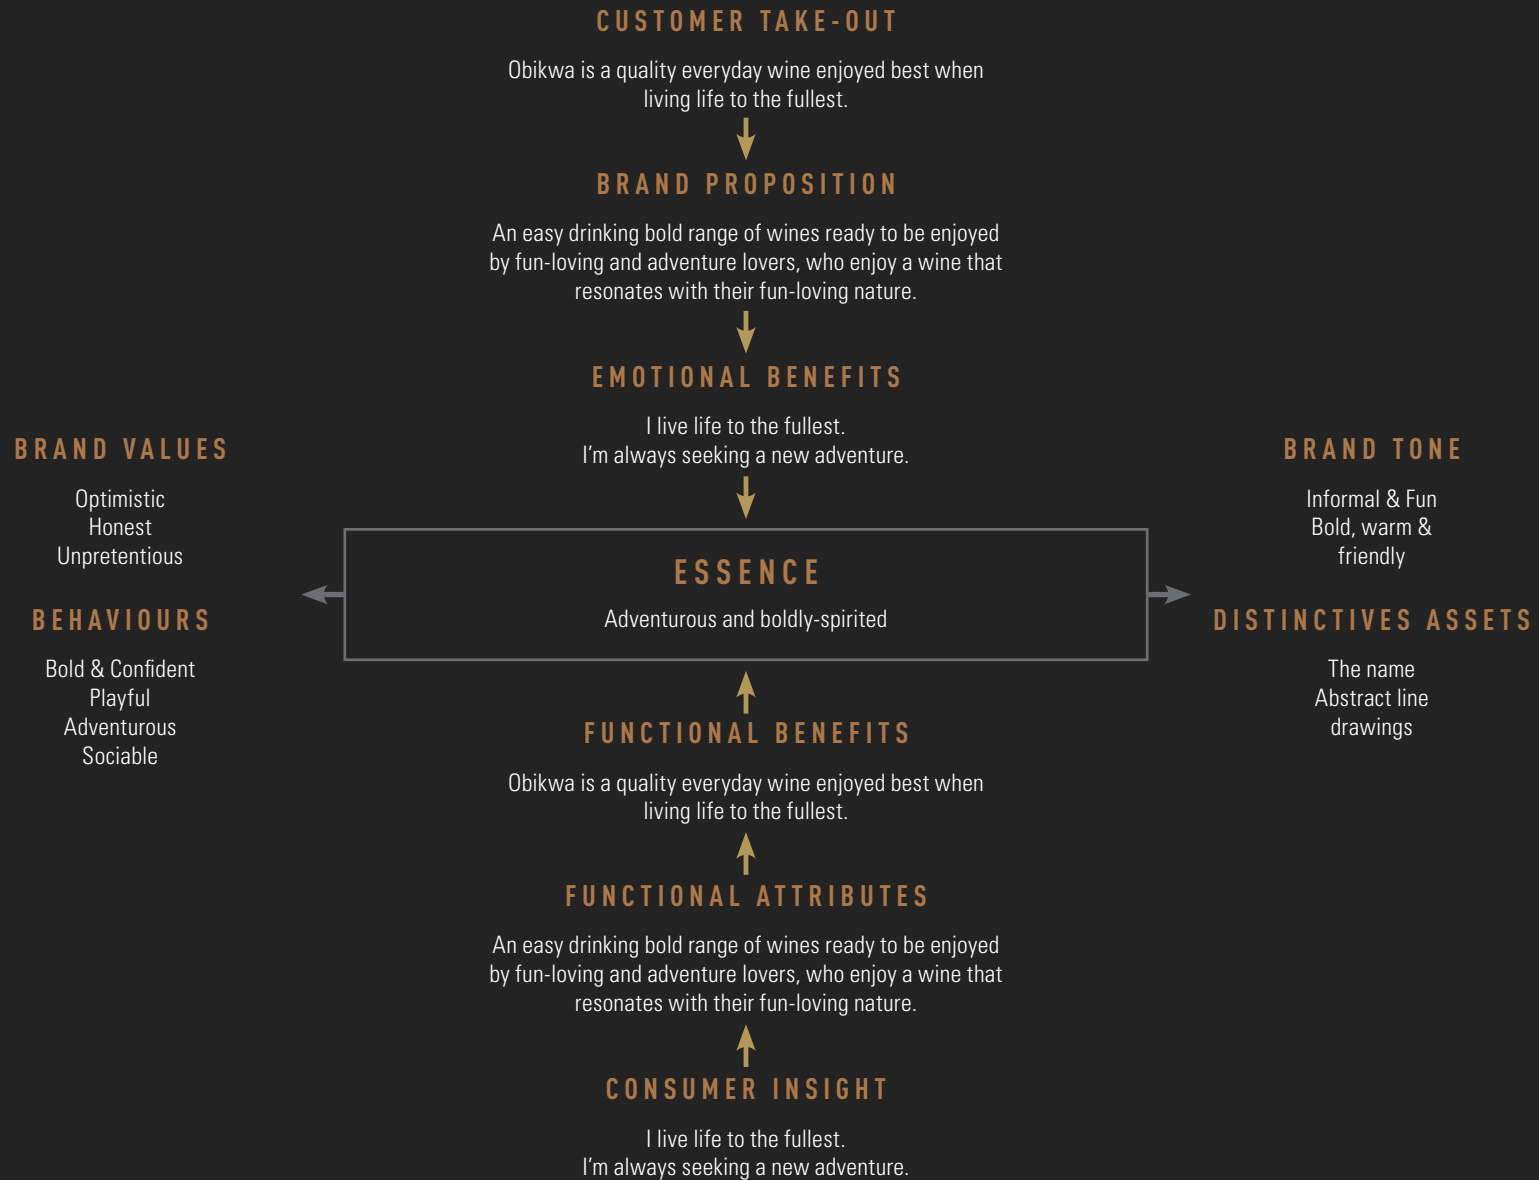 CUSTOMER TAKE-OUT
Obikwa is a quality everyday wine enjoyed best when
living life to the fullest.
BRAND PROPOSITION
An easy drinking bold range of wines ready to be enjoyed
by fun-loving and adventure lovers, who enjoy a wine that
resonates with their fun-loving nature.
EMOTIONAL BENEFITS
I live life to the fullest.
I'm always seeking a new adventure.
BRAND VALUES
Optimistic
Honest
Unpretentious
BEHAVIOURS
Bold & Confident
Playful
Adventurous
Sociable
ESSENCE
Adventurous and boldly-spirited
BRAND TONE
Informal & Fun
Bold, warm &
friendly
DISTINCTIVES ASSETS
The name
Abstract line
drawings
FUNCTIONAL BENEFITS
Obikwa is a quality everyday wine enjoyed best when
living life to the fullest.
FUNCTIONAL ATTRIBUTES
An easy drinking bold range of wines ready to be enjoyed
by fun-loving and adventure lovers, who enjoy a wine that
resonates with their fun-loving nature.
CONSUMER INSIGHT
I live life to the fullest.
I'm always seeking a new adventure.